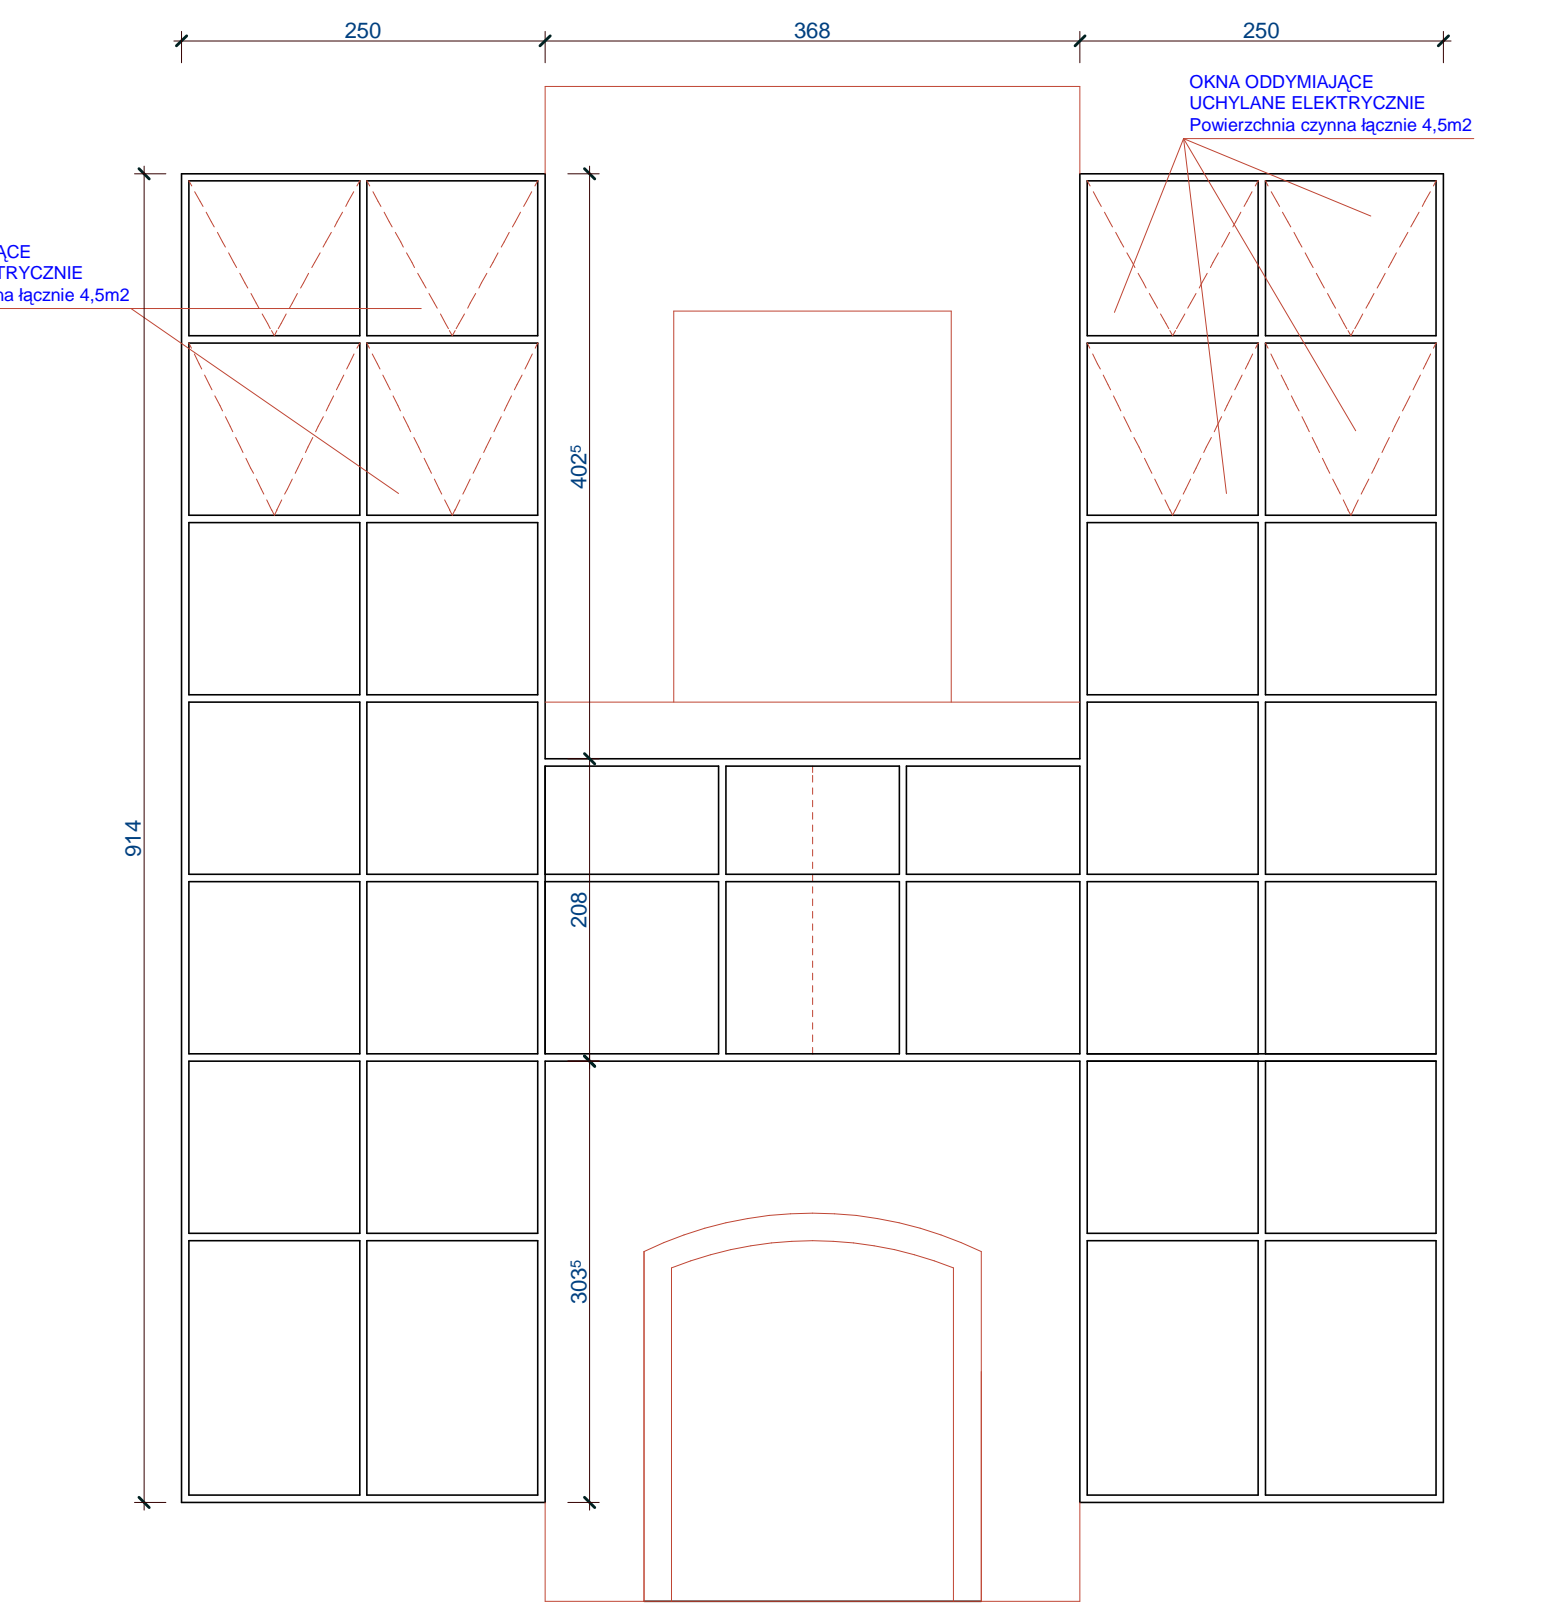 250
368
250
OKNA ODDYMIAJĄCE
UCHYLANE ELEKTRYCZNIE
Powierzchnia czynna łącznie 4,5m2
ĄCE
TRYCZNIE
na łącznie 4,5m2
402⁵
914
208
303⁵